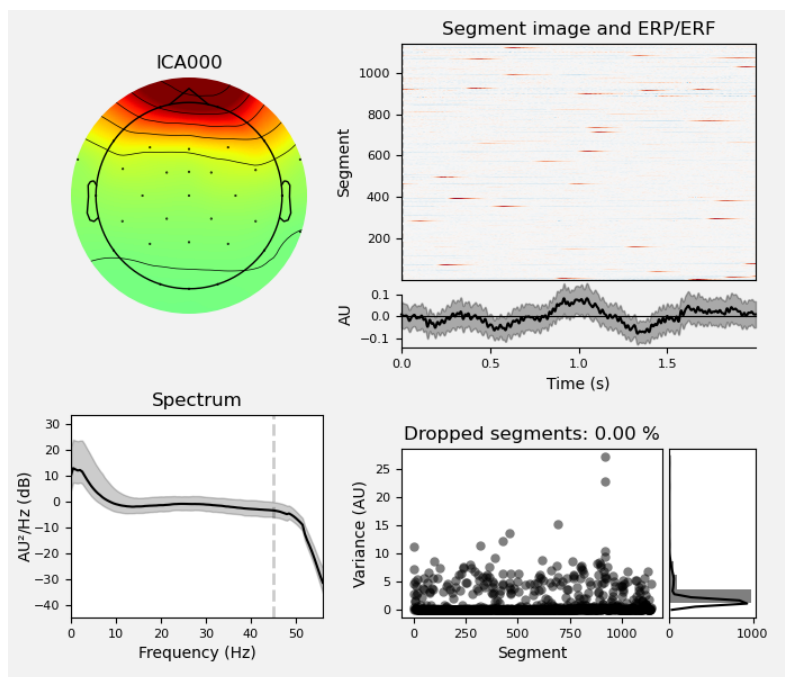 ICA000
Segment image and ERP/ERF
1000
800
600
400
200
Segment
0.1
0.0
−0.1
AU
0.0 0.5 1.0 1.5
Time (s)
Spectrum
30
20
10
0
−10
−20
−30
−40
AU²/Hz (dB)
0 10 20 30 40 50
Frequency (Hz)
Dropped segments: 0.00 %
25
20
15
10
5
0
Variance (AU)
0 250 500 750 1000
Segment
0 1000